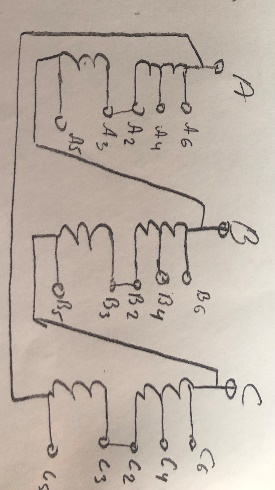 A
A5 A3 A2 A4 A6
B
B5 B3 B2 B4 B6
C
C5 C3 C2 C4 C6